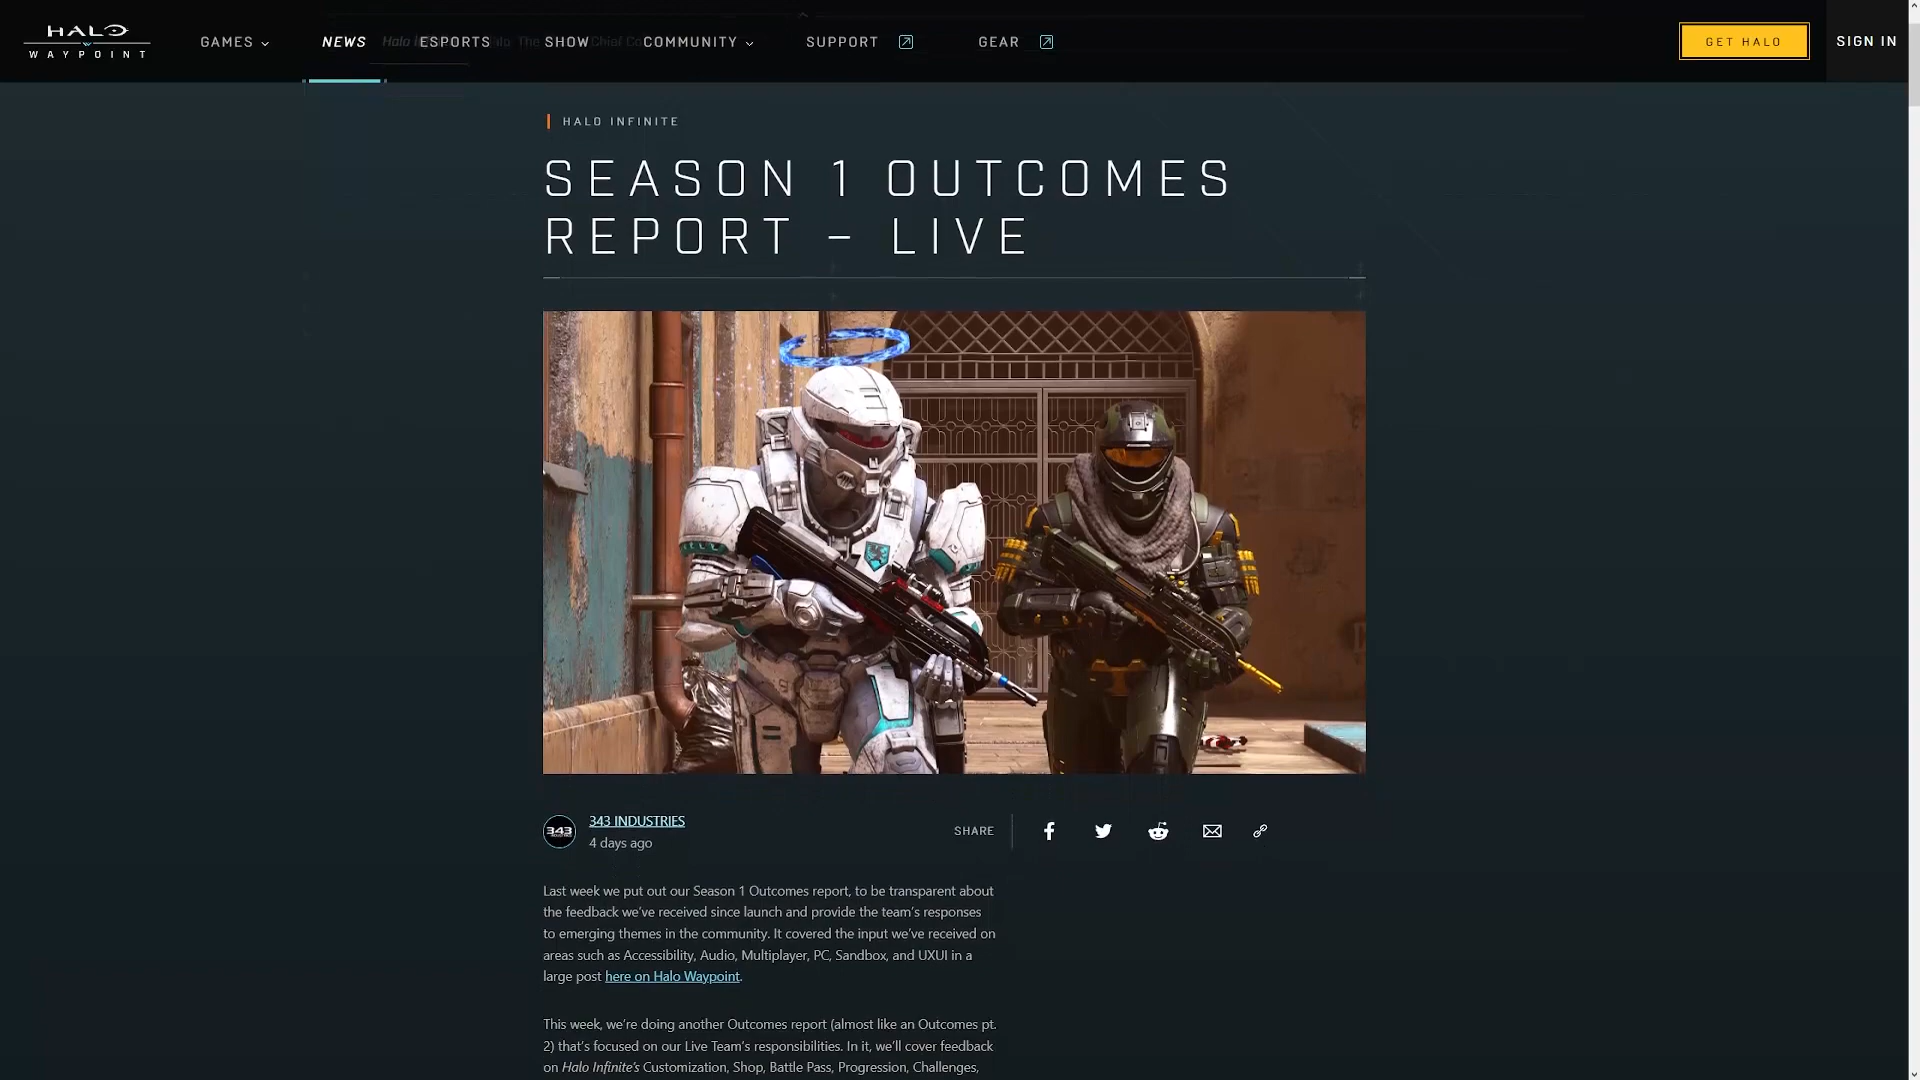 HALO
WAYPOINT
GAMES
NEWS
ESPORTS
SHOW
COMMUNITY
SUPPORT
GEAR
GET HALO
SIGN IN
HALO INFINITE
SEASON 1 OUTCOMES
REPORT – LIVE
343 INDUSTRIES
4 days ago
SHARE
Last week we put out our Season 1 Outcomes report, to be transparent about
the feedback we've received since launch and provide the team's responses
to emerging themes in the community. It covered the input we've received on
areas such as Accessibility, Audio, Multiplayer, PC, Sandbox, and UXUI in a
large post here on Halo Waypoint.
This week, we're doing another Outcomes report (almost like an Outcomes pt.
2) that's focused on our Live Team's responsibilities. In it, we'll cover feedback
on Halo Infinite's Customization, Shop, Battle Pass, Progression, Challenges,